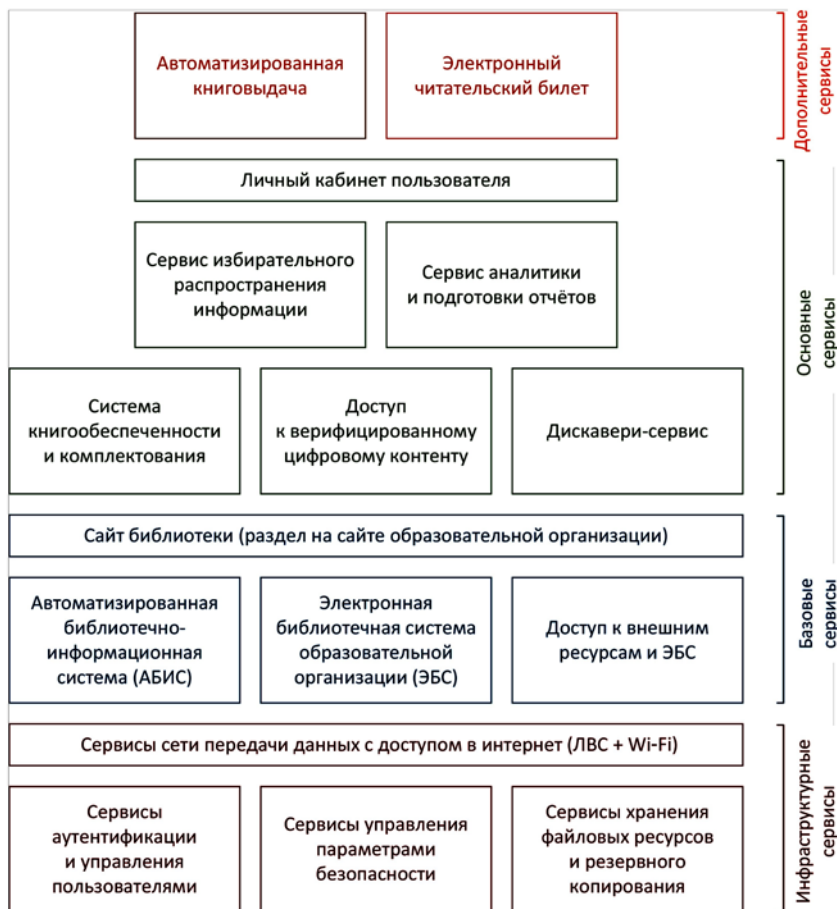 Автоматизированная
книговыдача
Электронный
читательский билет
Дополнительные
сервисы
Личный кабинет пользователя
Сервис избирательного
распространения
информации
Сервис аналитики
и подготовки отчётов
Система
книгообеспеченности
и комплектования
Доступ
к верифицированному
цифровому контенту
Дискавери-сервис
Основные
сервисы
Сайт библиотеки (раздел на сайте образовательной организации)
Автоматизированная
библиотечно-
информационная
система (АБИС)
Электронная
библиотечная система
образовательной
организации (ЭБС)
Доступ к внешним
ресурсам и ЭБС
Базовые
сервисы
Сервисы сети передачи данных с доступом в интернет (ЛВС + Wi-Fi)
Сервисы
аутентификации
и управления
пользователями
Сервисы управления
параметрами
безопасности
Сервисы хранения
файловых ресурсов
и резервного
копирования
Инфраструктурные
сервисы